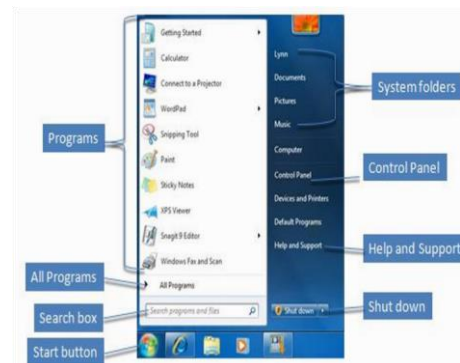 Programs
All Programs
Search box
Start button
Getting Started
Calculator
Connect to a Projector
WordPad
Snipping Tool
Paint
Sticky Notes
XPS Viewer
Snagit 9 Editor
Windows Fax and Scan
All Programs
Search programs and files
Lynn
Documents
Pictures
Music
Computer
Control Panel
Devices and Printers
Default Programs
Help and Support
Shut down
System folders
Control Panel
Help and Support
Shut down